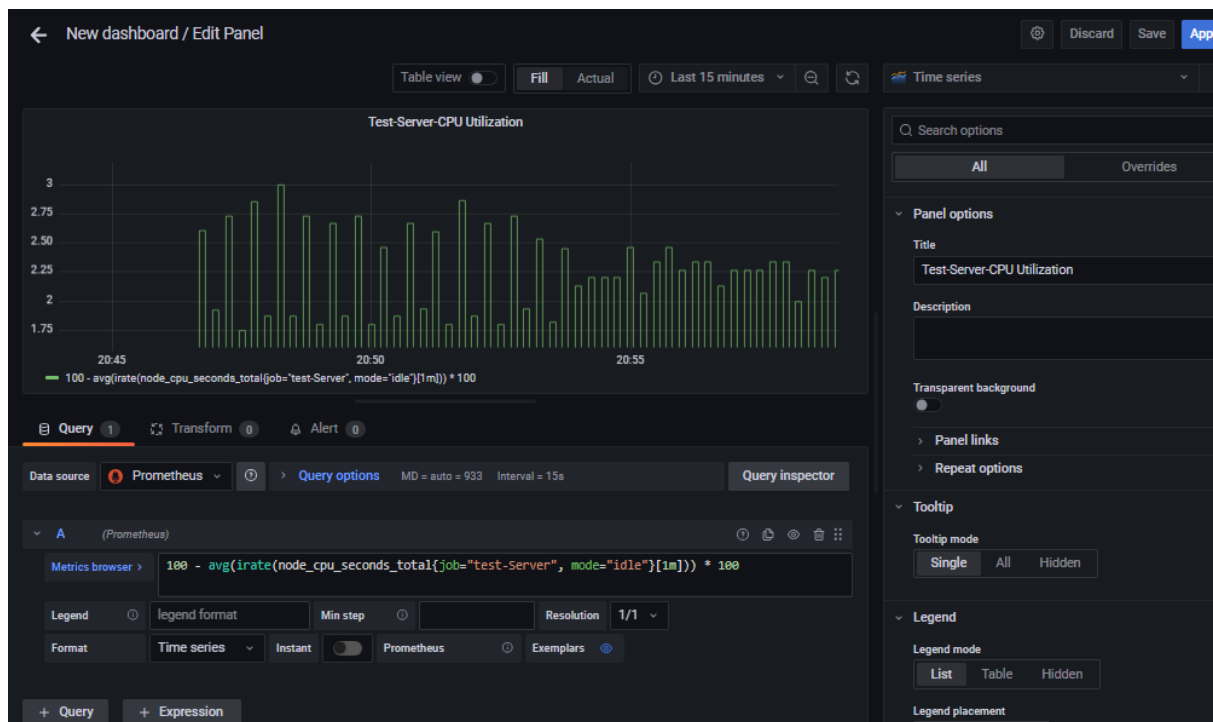 New dashboard / Edit Panel
Discard
Save
App
Table view
Fill
Actual
Last 15 minutes
Time series
Test-Server-CPU Utilization
3
2.75
2.50
2.25
2
1.75
20:45
20:50
20:55
100 - avg(irate(node_cpu_seconds_total{job="test-Server", mode="idle"}[1m])) * 100
Search options
All
Overrides
Panel options
Title
Test-Server-CPU Utilization
Description
Transparent background
Panel links
Repeat options
Tooltip
Tooltip mode
Single
All
Hidden
Legend
Legend mode
List
Table
Hidden
Legend placement
Query 1
Transform 0
Alert 0
Data source
Prometheus
Query options
MD = auto = 933
Interval = 15s
Query inspector
A
(Prometheus)
Metrics browser >
100 - avg(irate(node_cpu_seconds_total{job="test-Server", mode="idle"}[1m])) * 100
Legend
legend format
Min step
Resolution
1/1
Format
Time series
Instant
Prometheus
Exemplars
+ Query
+ Expression